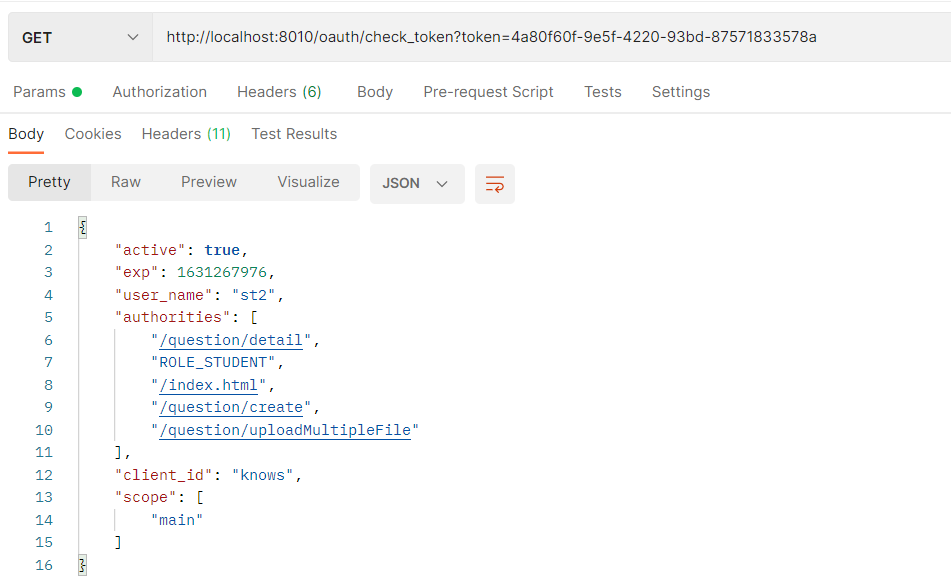 GET http://localhost:8010/oauth/check_token?token=4a80f60f-9e5f-4220-93bd-87571833578a
Params Authorization Headers (6) Body Pre-request Script Tests Settings
Body Cookies Headers (11) Test Results
Pretty Raw Preview Visualize JSON
1 {
2 "active": true,
3 "exp": 1631267976,
4 "user_name": "st2",
5 "authorities": [
6 "/question/detail",
7 "ROLE_STUDENT",
8 "/index.html",
9 "/question/create",
10 "/question/uploadMultipleFile"
11 ],
12 "client_id": "knows",
13 "scope": [
14 "main"
15 ]
16 }